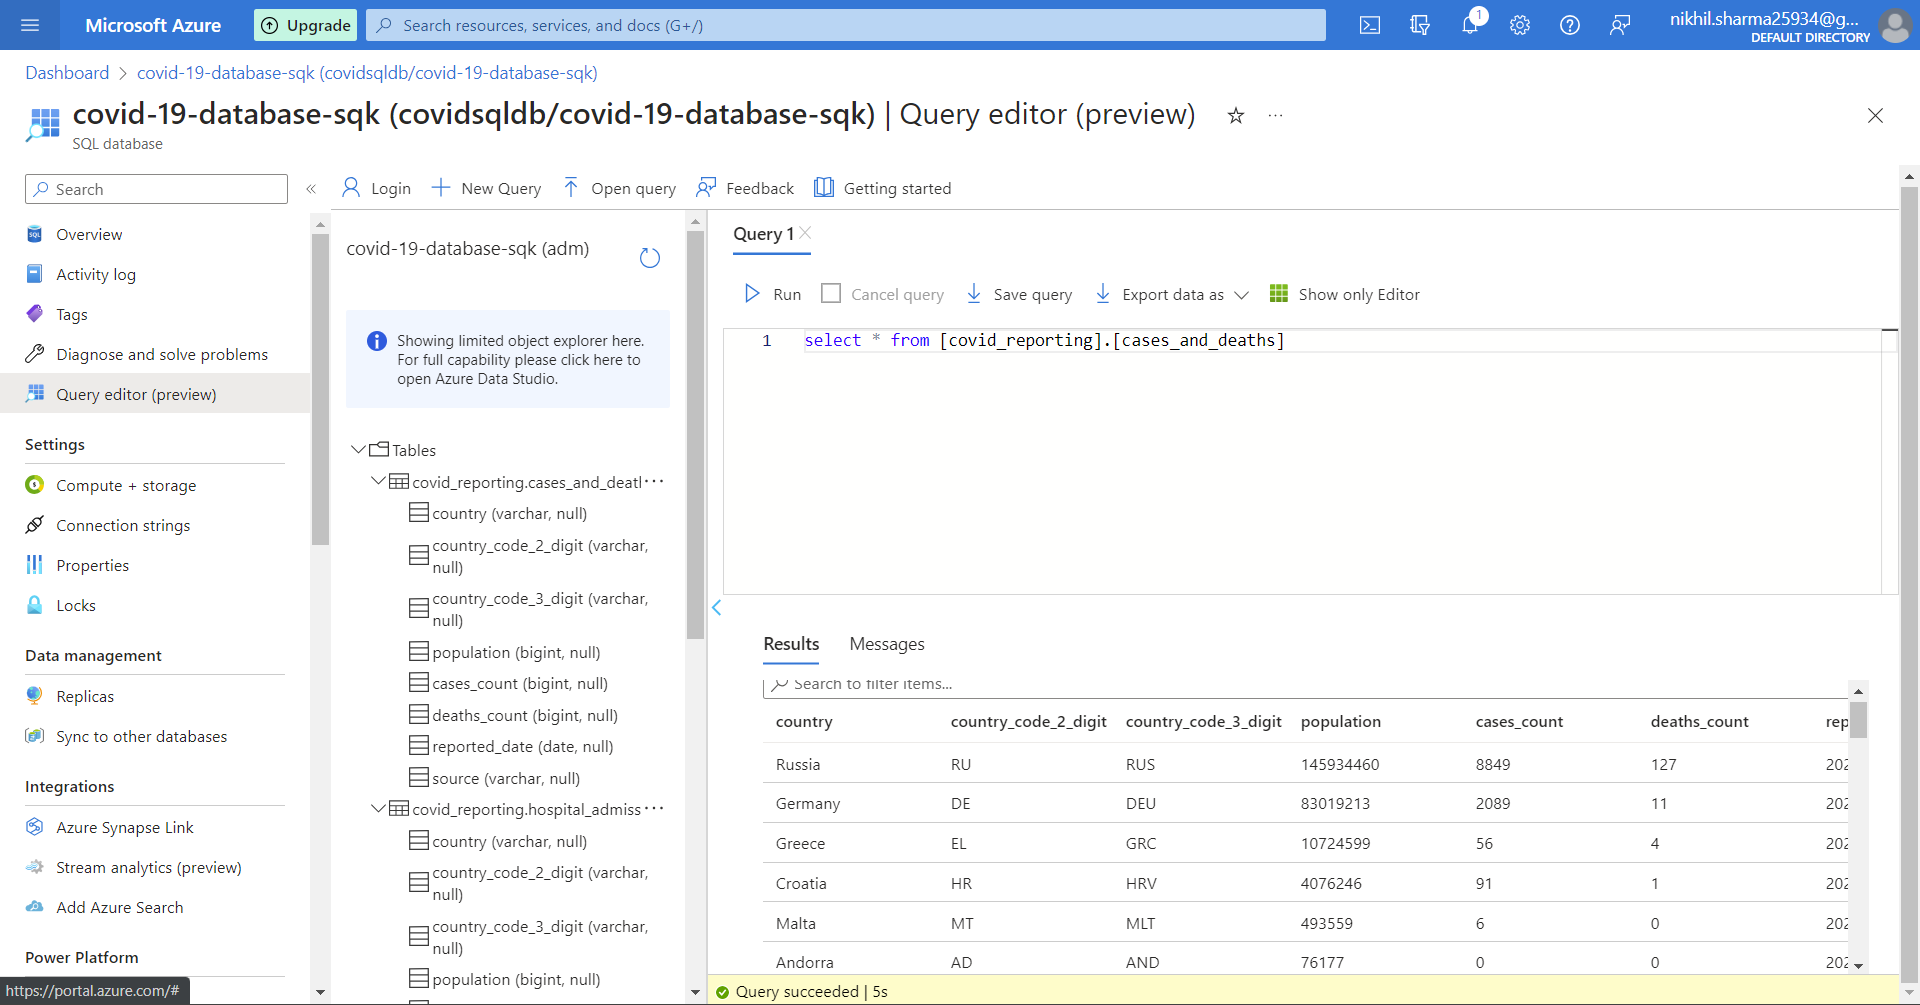 Microsoft Azure
Upgrade
Search resources, services, and docs (G+/)
1
nikhil.sharma25934@g...
DEFAULT DIRECTORY
Dashboard
covid-19-database-sqk (covidsqldb/covid-19-database-sqk)
covid-19-database-sqk (covidsqldb/covid-19-database-sqk) | Query editor (preview)
SQL database
Search
Overview
Activity log
Tags
Diagnose and solve problems
Query editor (preview)
Settings
Compute + storage
Connection strings
Properties
Locks
Data management
Replicas
Sync to other databases
Integrations
Azure Synapse Link
Stream analytics (preview)
Add Azure Search
Power Platform
https://portal.azure.com/#
Login
New Query
Open query
Feedback
Getting started
covid-19-database-sqk (adm)
Showing limited object explorer here.
For full capability please click here to
open Azure Data Studio.
Tables
covid_reporting.cases_and_deatl
country (varchar, null)
country_code_2_digit (varchar,
null)
country_code_3_digit (varchar,
null)
population (bigint, null)
cases_count (bigint, null)
deaths_count (bigint, null)
reported_date (date, null)
source (varchar, null)
covid_reporting.hospital_admiss
country (varchar, null)
country_code_2_digit (varchar,
null)
country_code_3_digit (varchar,
null)
population (bigint, null)
Query 1
Run
Cancel query
Save query
Export data as
Show only Editor
1 select * from [covid_reporting].[cases_and_deaths]
Results
Messages
Search to filter items...
country country_code_2_digit country_code_3_digit population cases_count deaths_count rep
Russia RU RUS 145934460 8849 127 202
Germany DE DEU 83019213 2089 11 202
Greece EL GRC 10724599 56 4 202
Croatia HR HRV 4076246 91 1 202
Malta MT MLT 493559 6 0 202
Andorra AD AND 76177 0 0 202
Query succeeded | 5s